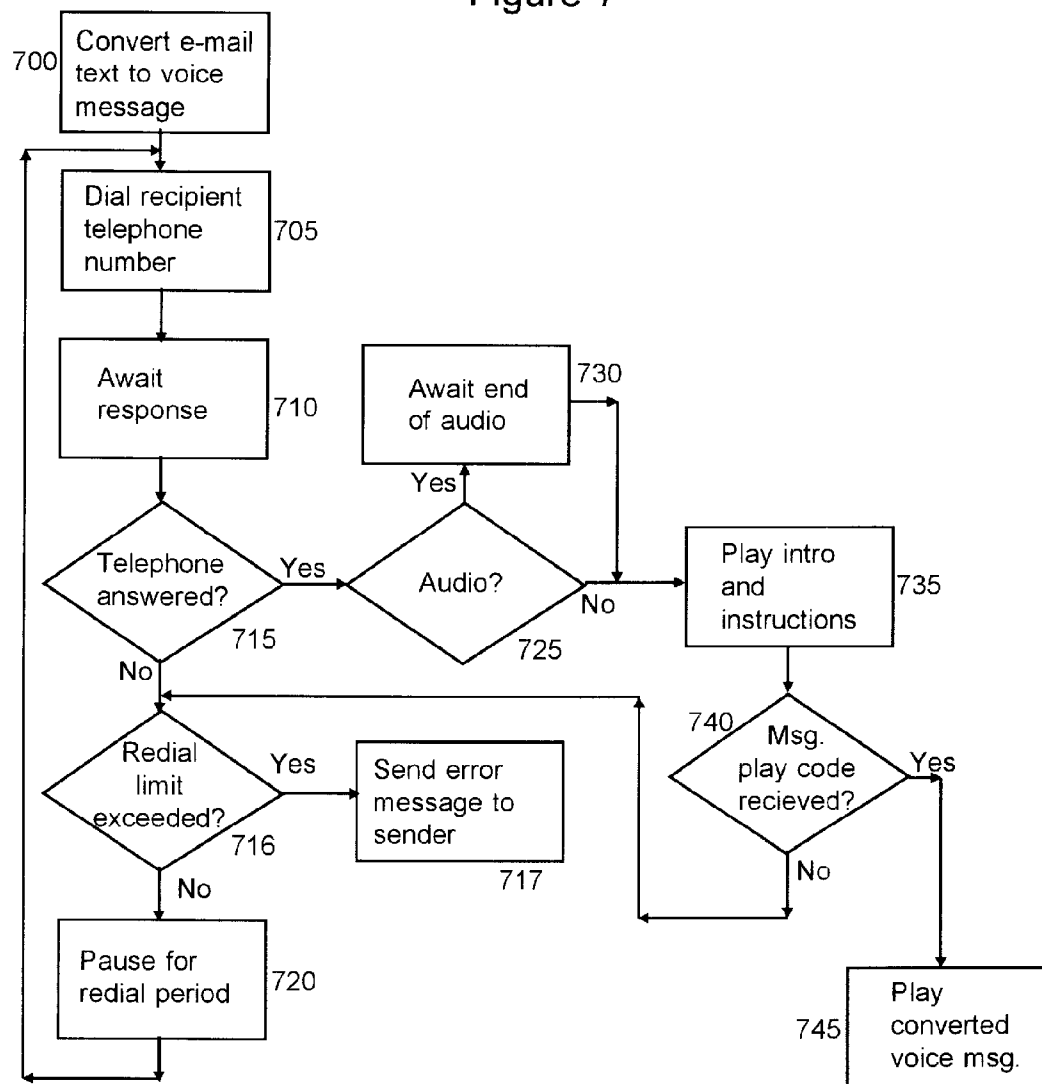 Figure 7
700
Convert e-mail
text to voice
message
Dial recipient
telephone
number
705
Await
response
710
Await end
of audio
730
Yes
Telephone
answered?
Yes
715
No
Audio?
No
725
Play intro
and
instructions
735
Redial
limit
exceeded?
Yes
716
No
Send error
message to
sender
717
740
Msg.
play code
recieved?
Yes
No
Pause for
redial period
720
745
Play
converted
voice msg.